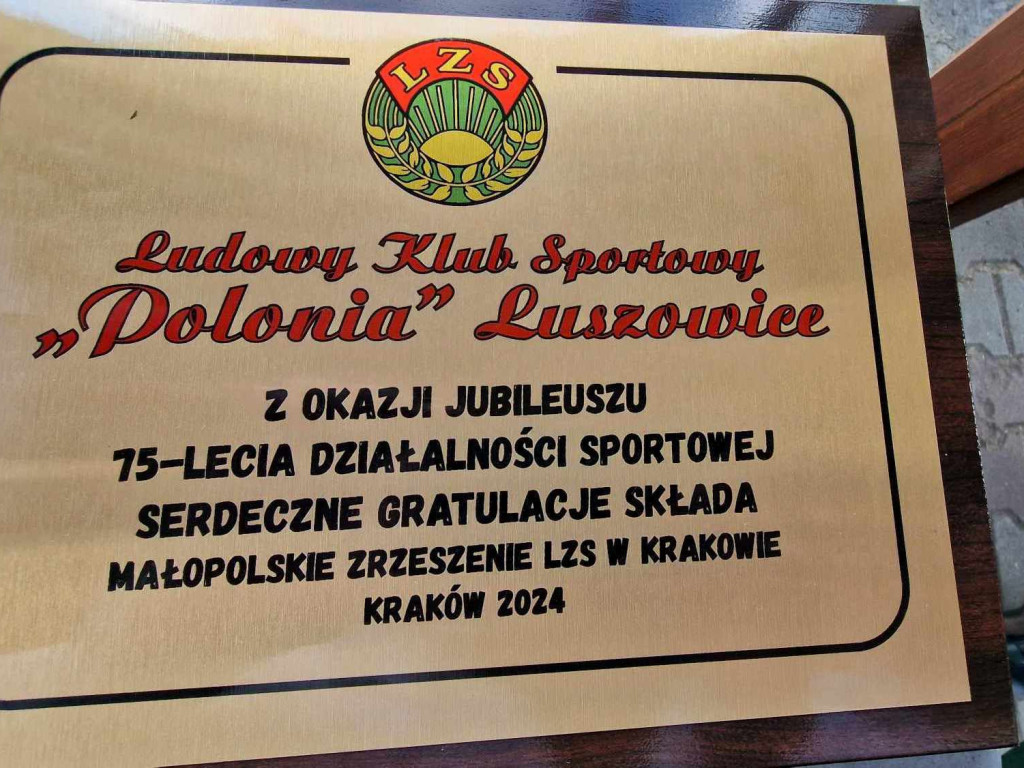 LZS
Ludowy Klub Sportowy
„Polonia” Luszowice
Z OKAZJI JUBILEUSZU
75-LECIA DZIAŁALNOŚCI SPORTOWEJ
SERDECZNE GRATULACJE SKŁADA
MAŁOPOLSKIE ZRZESZENIE LZS W KRAKOWIE
KRAKÓW 2024